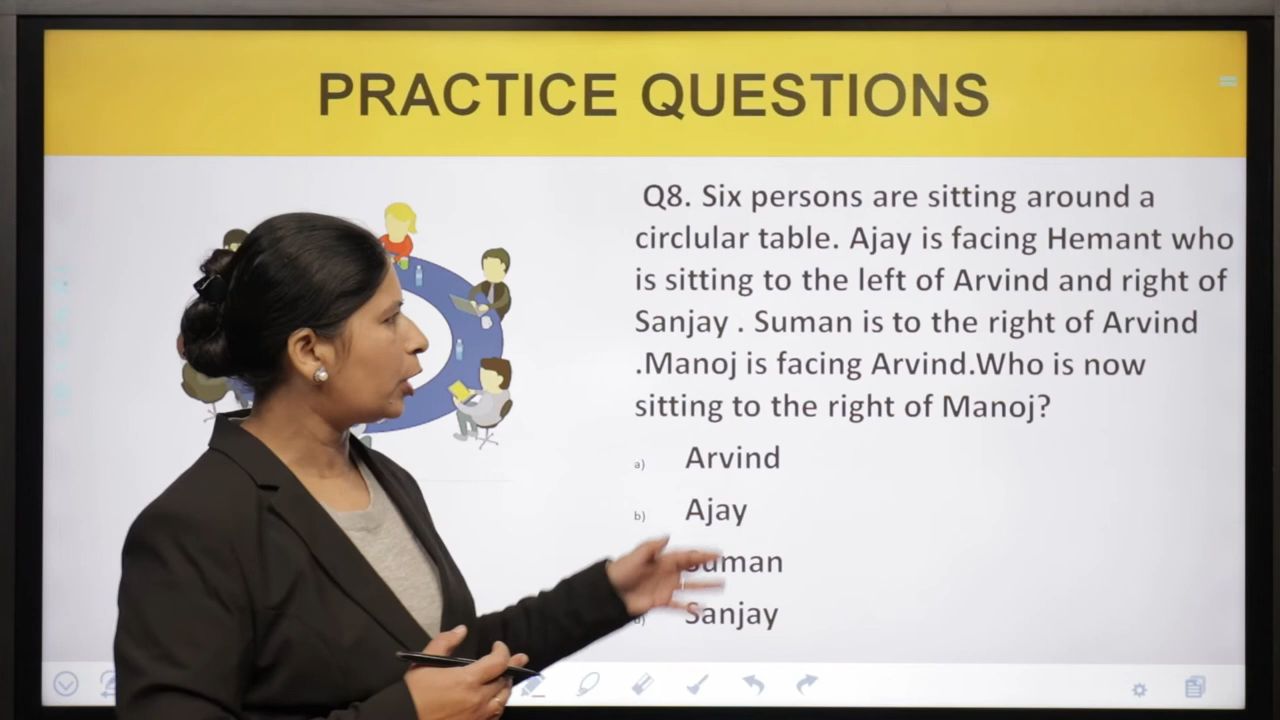 PRACTICE QUESTIONS
Q8. Six persons are sitting around a
circlular table. Ajay is facing Hemant who
is sitting to the left of Arvind and right of
Sanjay . Suman is to the right of Arvind
.Manoj is facing Arvind.Who is now
sitting to the right of Manoj?
a) Arvind
b) Ajay
Suman
d) Sanjay